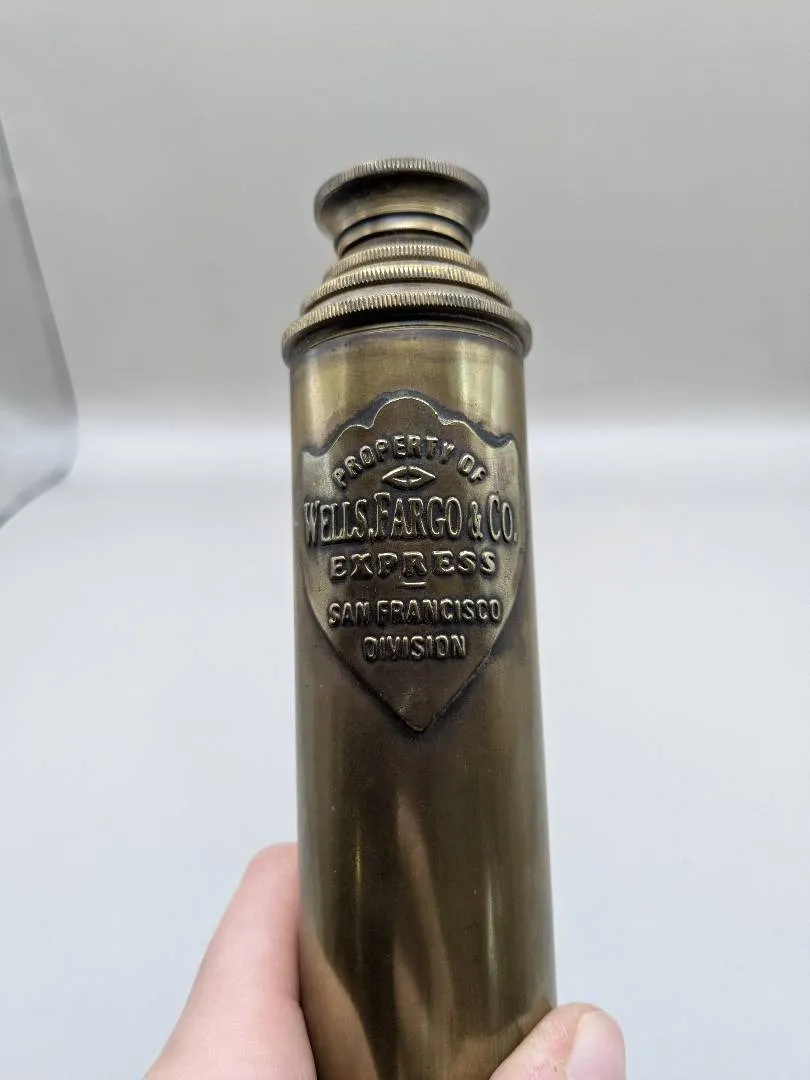 PROPERTY OF
WELLS, FARGO & CO.
EXPRESS
SAN FRANCISCO
DIVISION